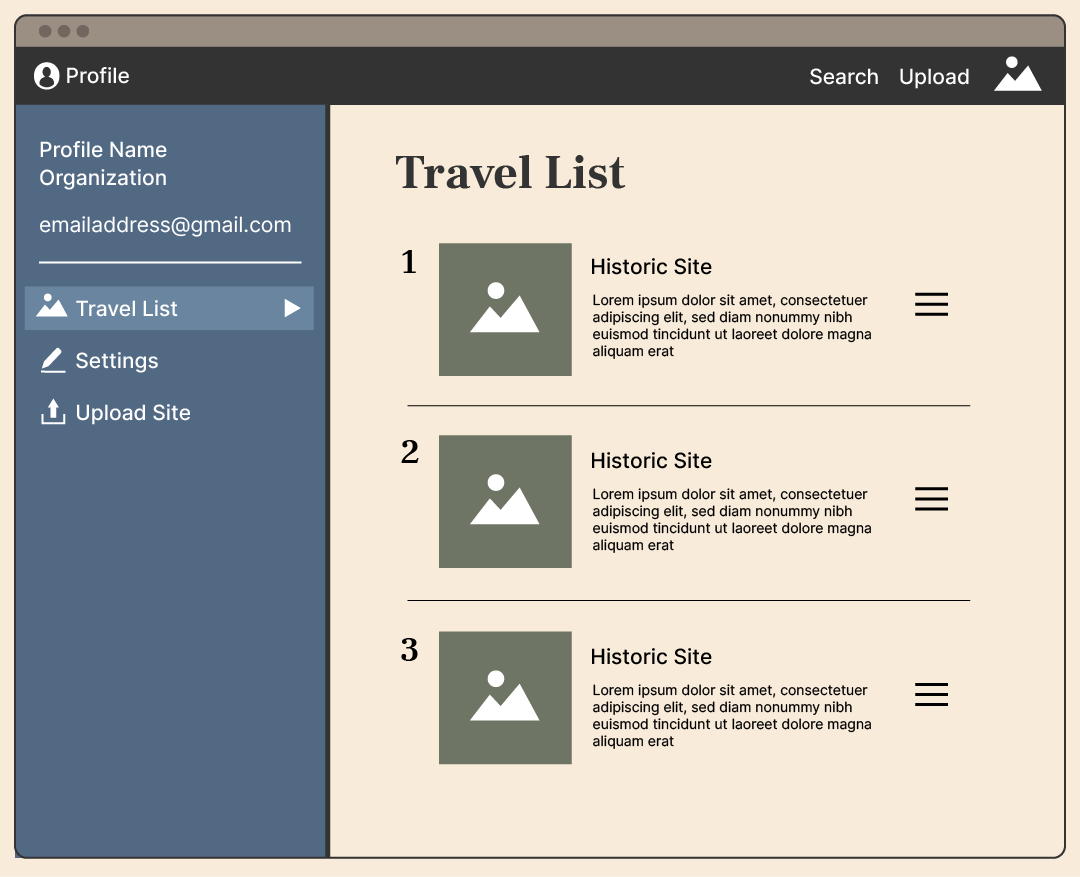 Profile
Search
Upload
Profile Name
Organization
emailaddress@gmail.com
Travel List
Settings
Upload Site
Travel List
1
Historic Site
Lorem ipsum dolor sit amet, consectetuer
adipiscing elit, sed diam nonummy nibh
euismod tincidunt ut laoreet dolore magna
aliquam erat
2
Historic Site
Lorem ipsum dolor sit amet, consectetuer
adipiscing elit, sed diam nonummy nibh
euismod tincidunt ut laoreet dolore magna
aliquam erat
3
Historic Site
Lorem ipsum dolor sit amet, consectetuer
adipiscing elit, sed diam nonummy nibh
euismod tincidunt ut laoreet dolore magna
aliquam erat